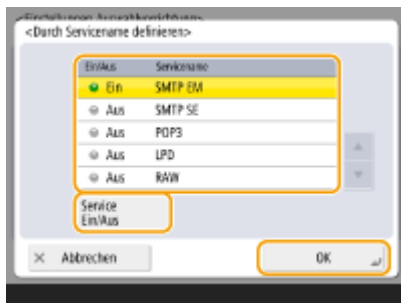 <Einstellungen Auswahlvorrichtung>
<Durch Servicename definieren>
Ein/Aus Servicename
Ein SMTP EM
Aus SMTP SE
Aus POP3
Aus LPD
Aus RAW
Service
Ein/Aus
Abbrechen
OK